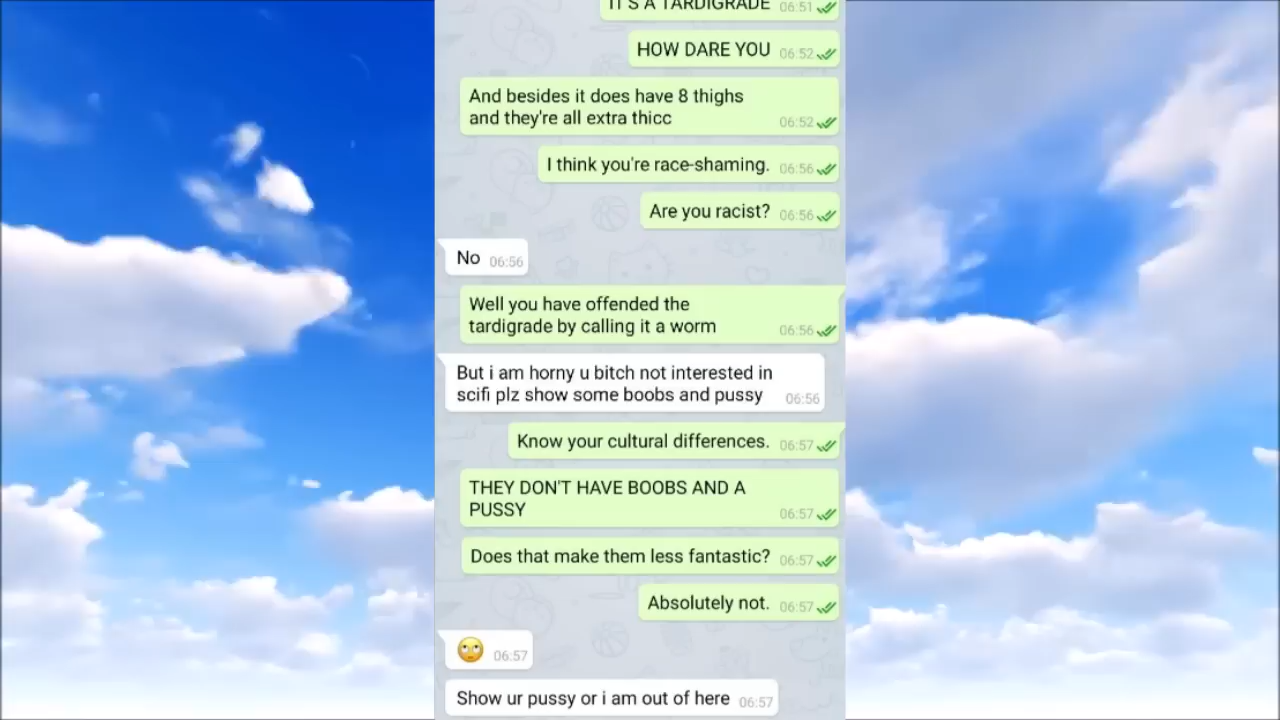 IT'S A TARDIGRADE 06:51
HOW DARE YOU 06:52
And besides it does have 8 thighs
and they're all extra thicc 06:52
I think you're race-shaming. 06:56
Are you racist? 06:56
No 06:56
Well you have offended the
tardigrade by calling it a worm 06:56
But i am horny u bitch not interested in
scifi plz show some boobs and pussy 06:56
Know your cultural differences. 06:57
THEY DON'T HAVE BOOBS AND A
PUSSY 06:57
Does that make them less fantastic? 06:57
Absolutely not. 06:57
🙄 06:57
Show ur pussy or i am out of here 06:57